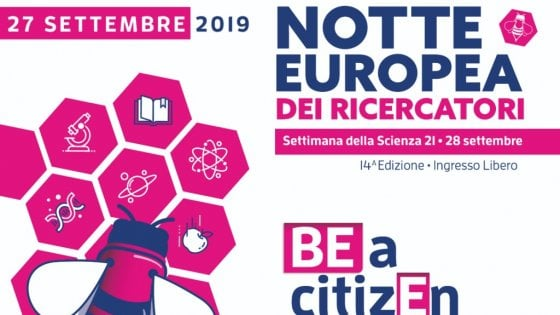 27 SETTEMBRE 2019
NOTTE
EUROPEA
DEI RICERCATORI
Settimana della Scienza 21 • 28 settembre
14ᴬ Edizione • Ingresso Libero
BE a
citizEn